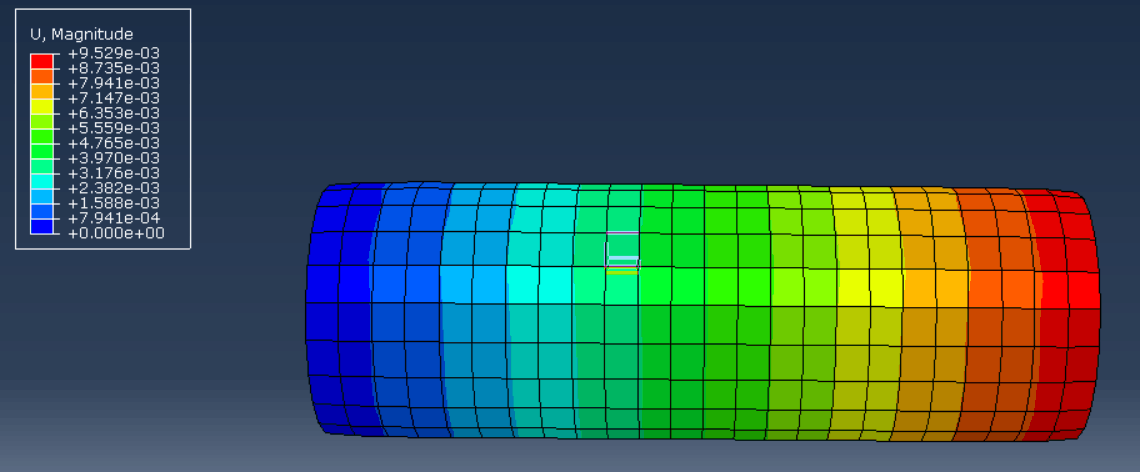 U, Magnitude
+9.529e-03
+8.735e-03
+7.941e-03
+7.147e-03
+6.353e-03
+5.559e-03
+4.765e-03
+3.970e-03
+3.176e-03
+2.382e-03
+1.588e-03
+7.941e-04
+0.000e+00